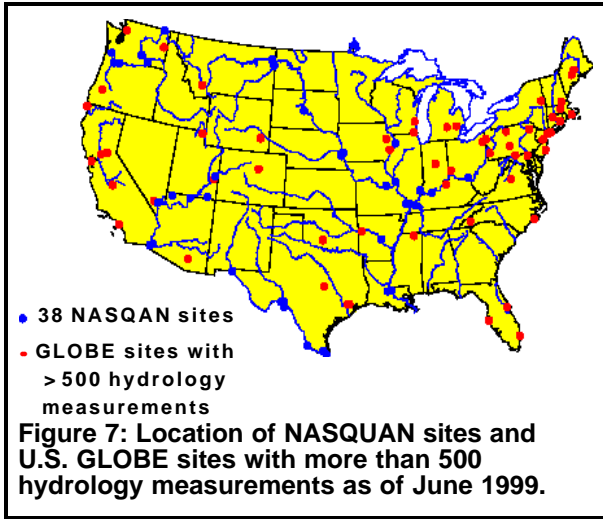 38 NASQAN sites
GLOBE sites with
> 500 hydrology
measurements
Figure 7: Location of NASQUAN sites and
U.S. GLOBE sites with more than 500
hydrology measurements as of June 1999.